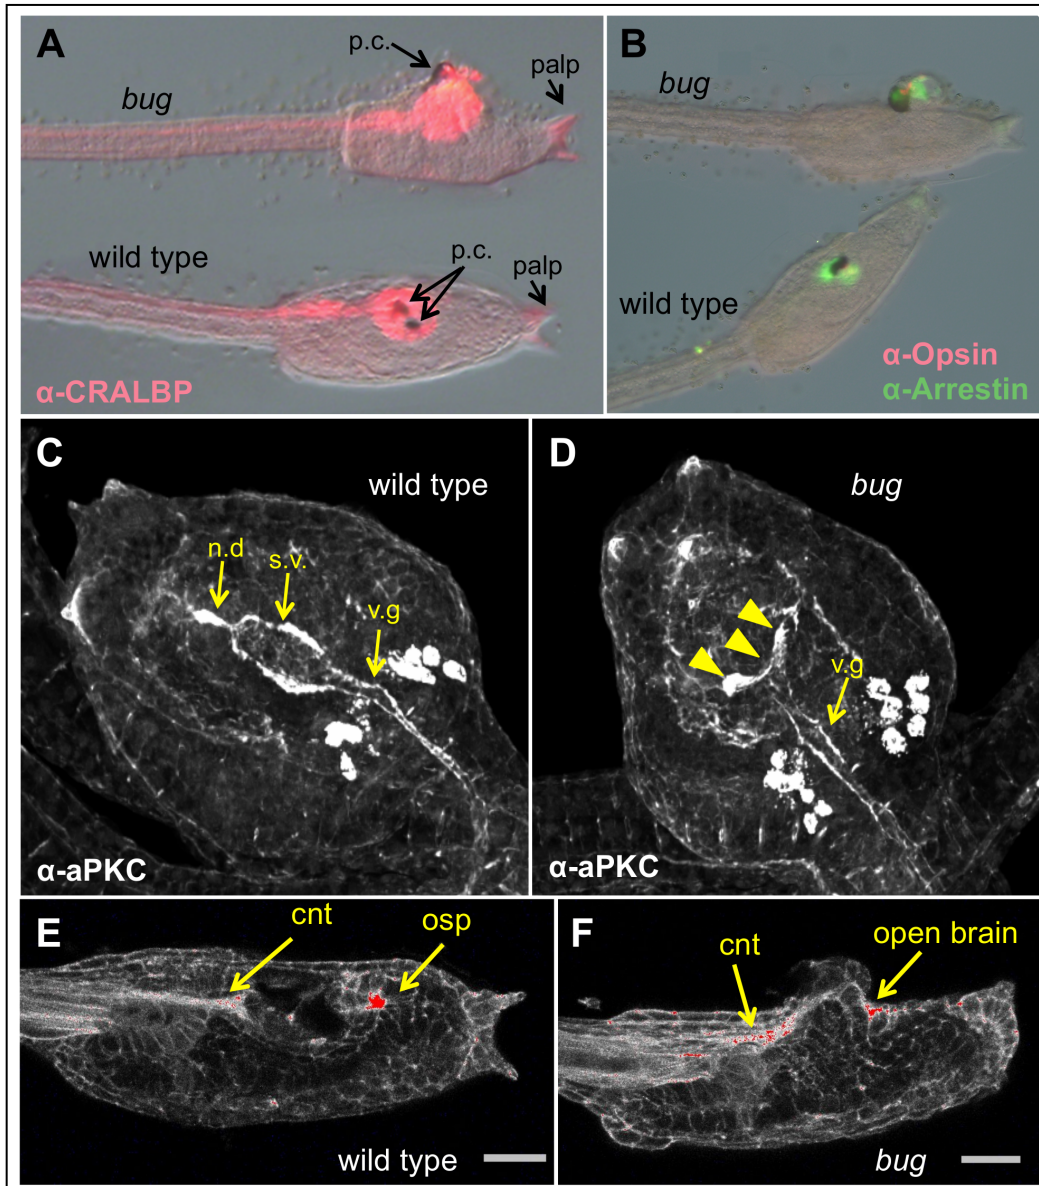 A
p.c.
palp
bug
wild type
p.c.
palp
α-CRALBP
B
bug
wild type
α-Opsin
α-Arrestin
C
wild type
n.d
s.v.
v.g
α-aPKC
D
bug
v.g
α-aPKC
E
cnt
osp
wild type
F
cnt
open brain
bug